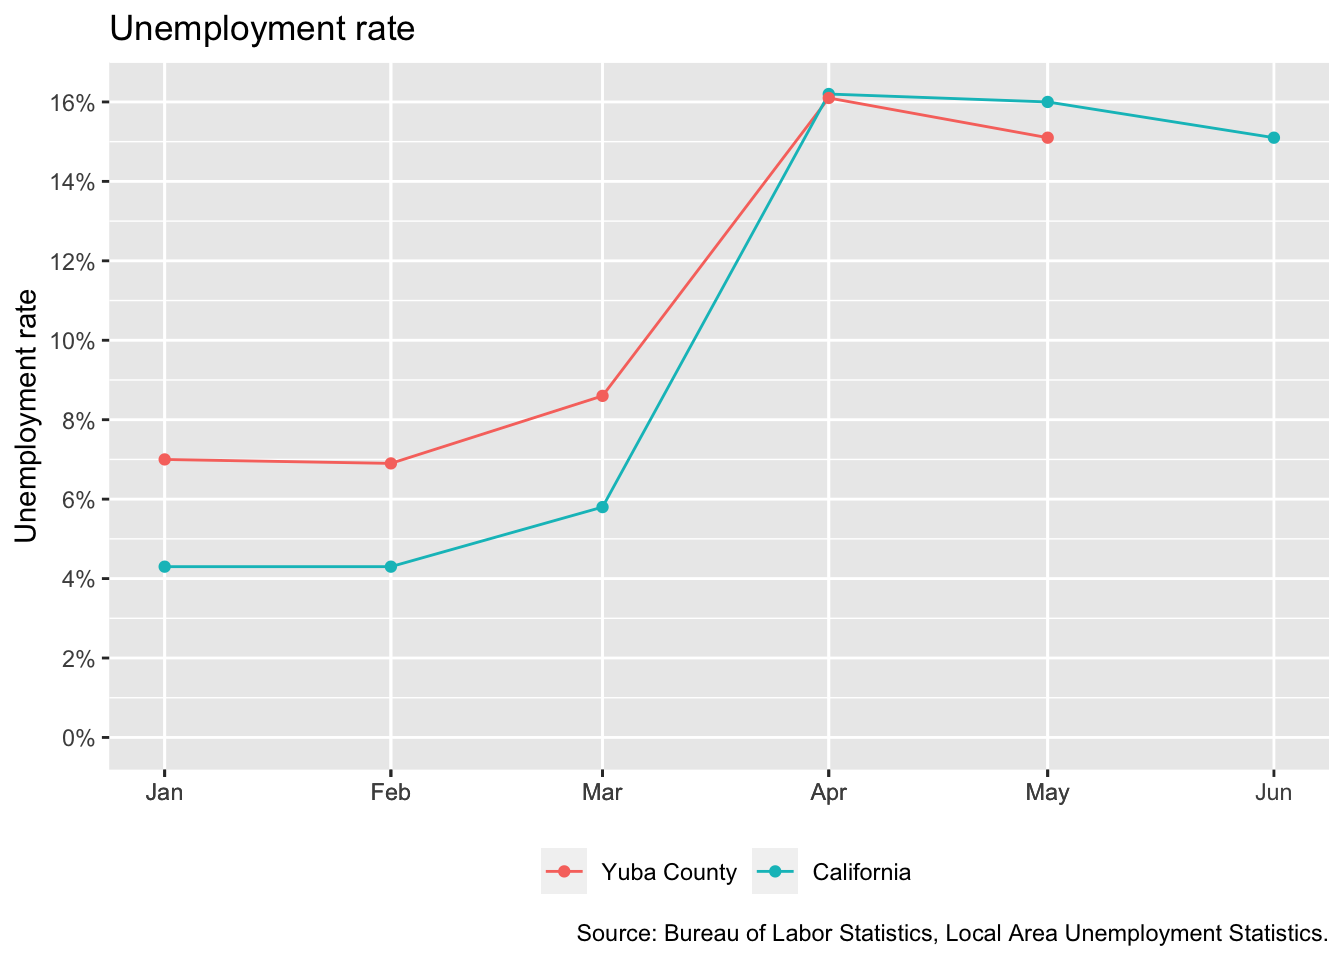 Unemployment rate
Unemployment rate
16%
14%
12%
10%
8%
6%
4%
2%
0%
Jan Feb Mar Apr May Jun
Yuba County California
Source: Bureau of Labor Statistics, Local Area Unemployment Statistics.